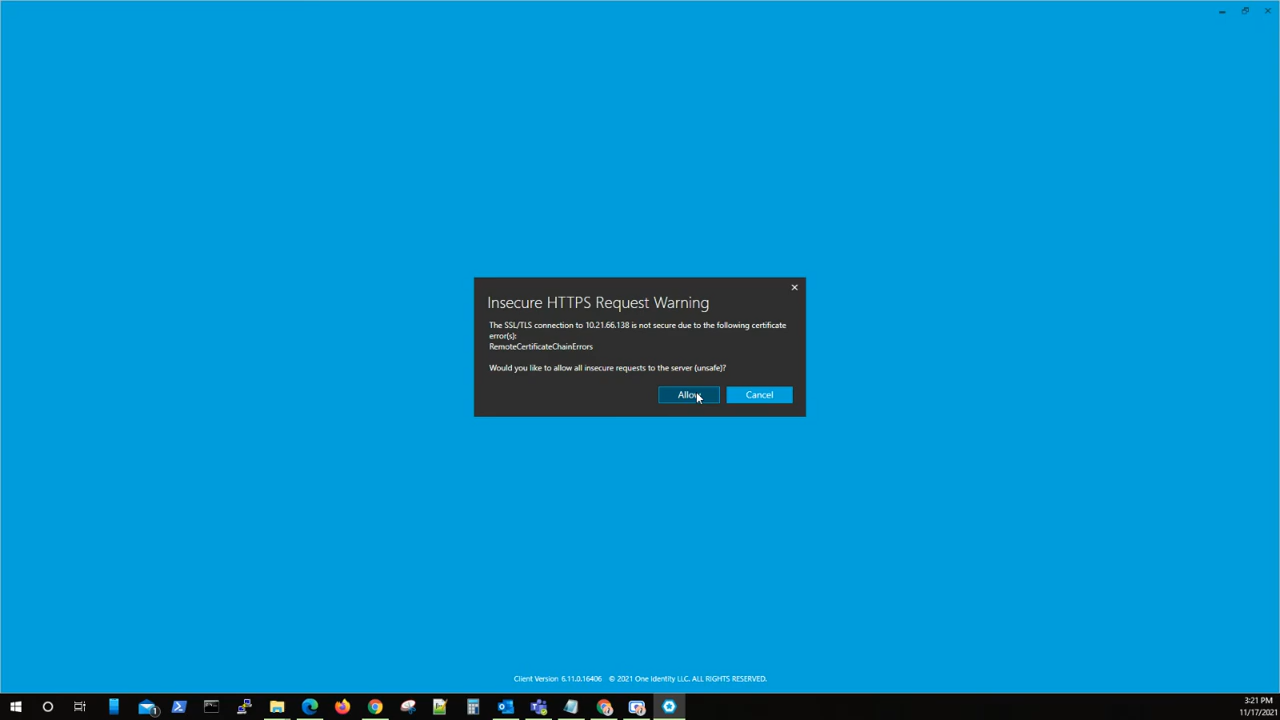 Insecure HTTPS Request Warning
The SSL/TLS connection to 10.21.66.138 is not secure due to the following certificate
error(s):
RemoteCertificateChainErrors
Would you like to allow all insecure requests to the server (unsafe)?
Allow Cancel
Client Version 6.11.0.16406 © 2021 One Identity LLC. ALL RIGHTS RESERVED.
3:21 PM
11/17/2021